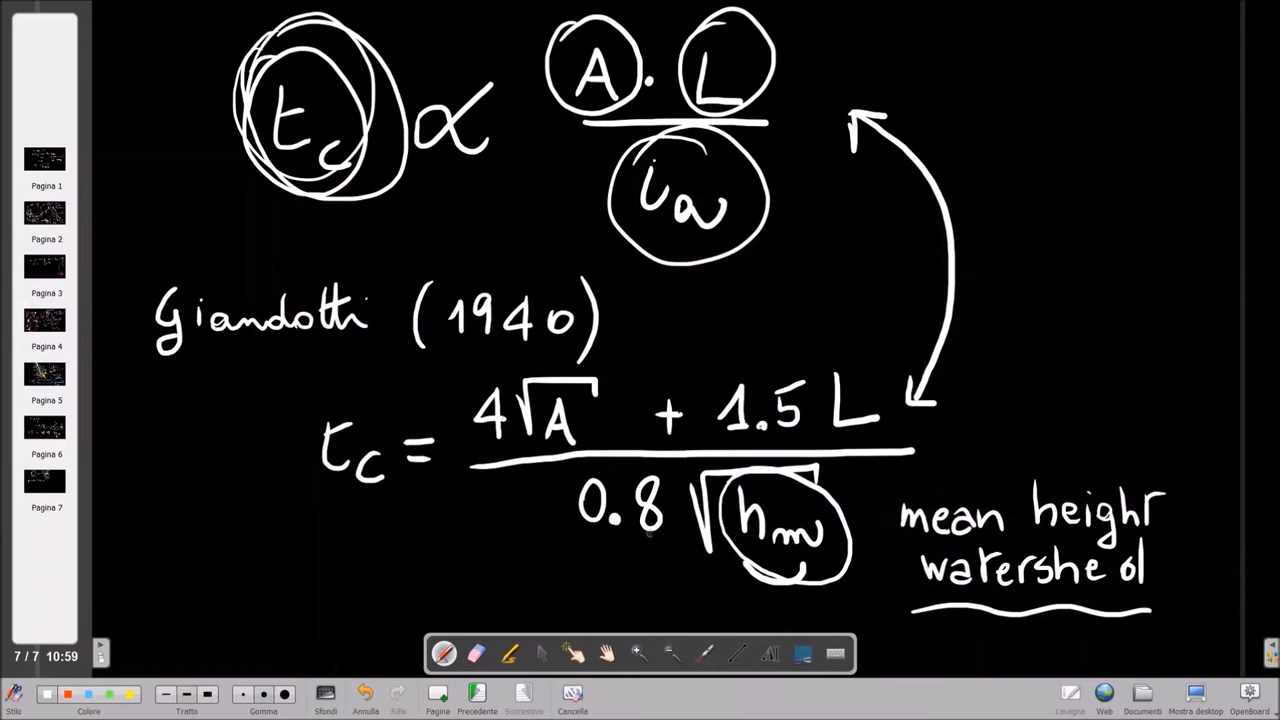 t_c ∝ A · L / i_a
Giandotti (1940)
t_c = 4√A + 1.5 L / 0.8 √h_m
mean height
watershed
Pagina 1
Pagina 2
Pagina 3
Pagina 4
Pagina 5
Pagina 6
Pagina 7
7 / 7 10:59
Stilo
Colore
Tratto
Gomma
Sfondi
Annulla
Rifai
Pagine
Precedente
Successivo
Cancella
Lavagna
Web
Documenti
Mostra desktop
OpenBoard